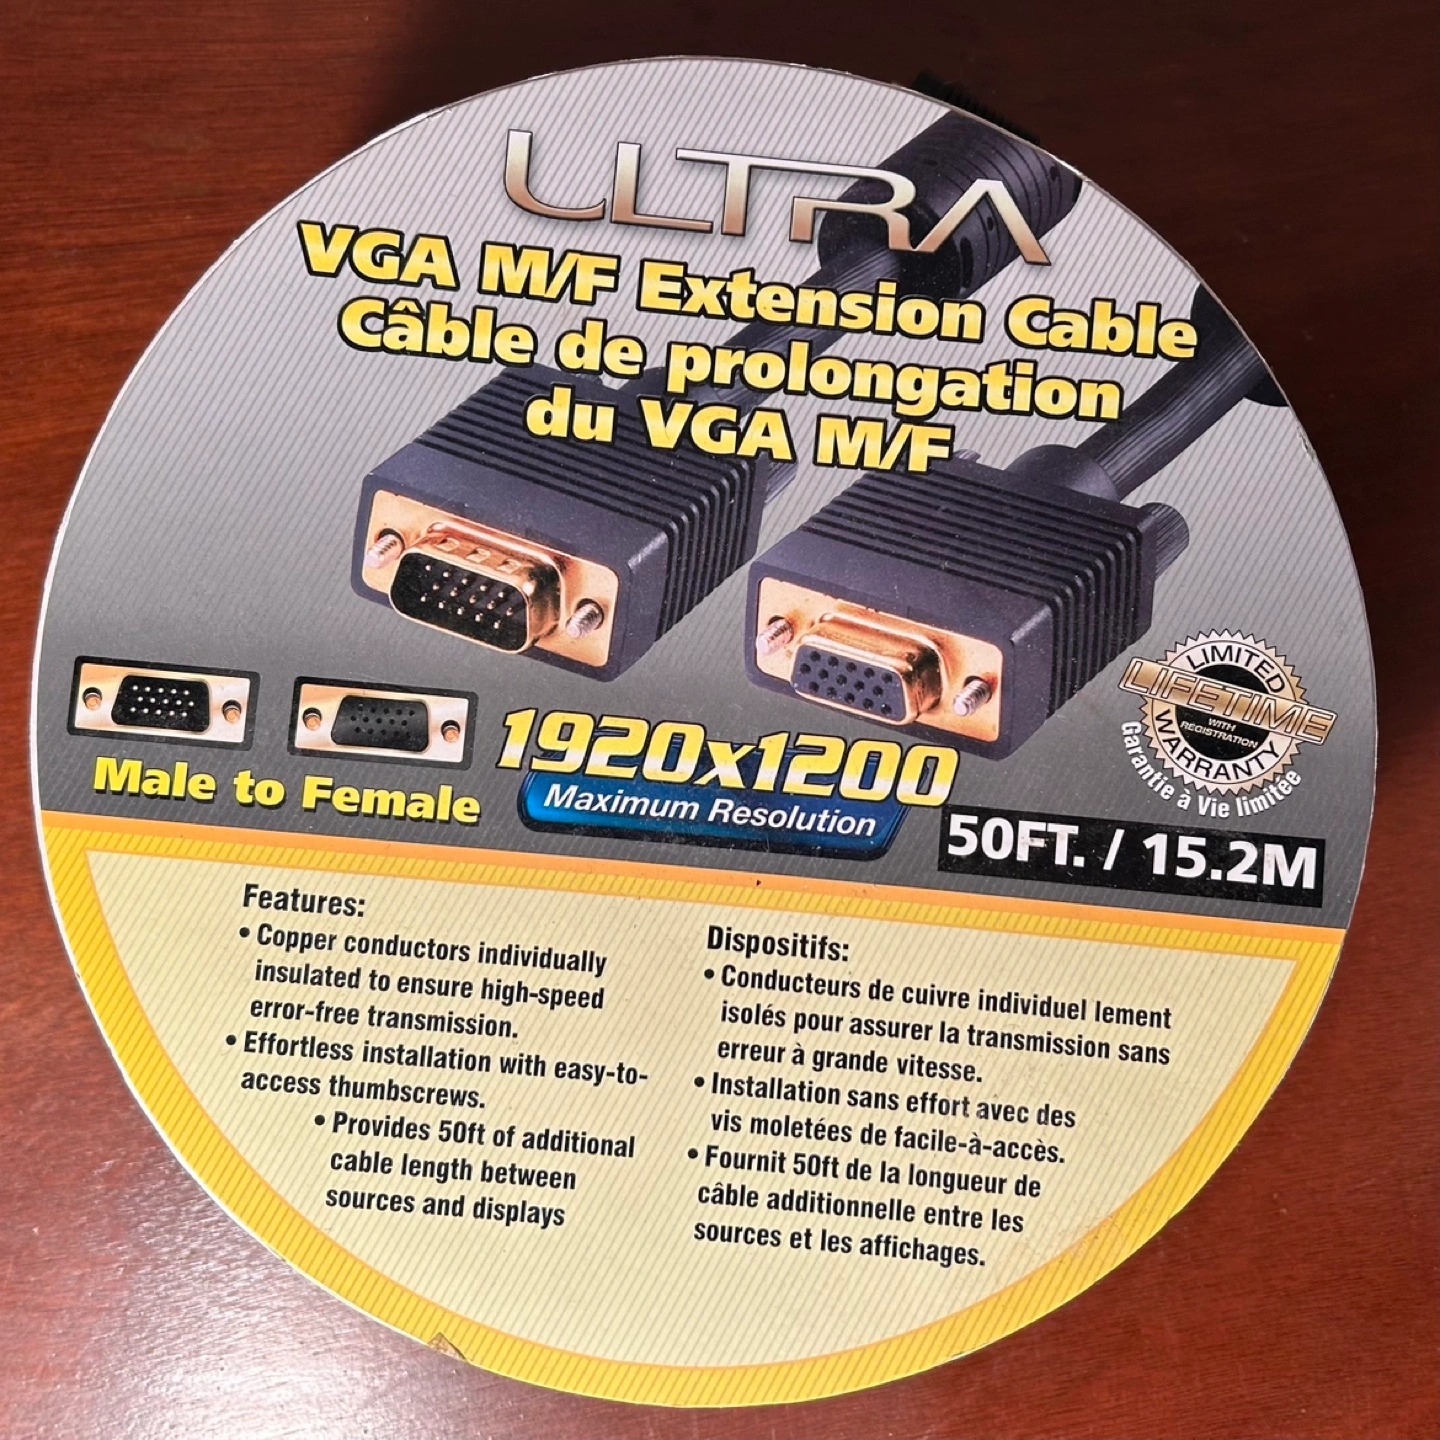 ULTRA
VGA M/F Extension Cable
Câble de prolongation
du VGA M/F
Male to Female
1920x1200
Maximum Resolution
LIMITED
LIFETIME
WITH
REGISTRATION
WARRANTY
Garantie à Vie limitée
50FT. / 15.2M
Features:
• Copper conductors individually
insulated to ensure high-speed
error-free transmission.
• Effortless installation with easy-to-
access thumbscrews.
• Provides 50ft of additional
cable length between
sources and displays
Dispositifs:
• Conducteurs de cuivre individuel lement
isolés pour assurer la transmission sans
erreur à grande vitesse.
• Installation sans effort avec des
vis moletées de facile-à-accès.
• Fournit 50ft de la longueur de
câble additionnelle entre les
sources et les affichages.